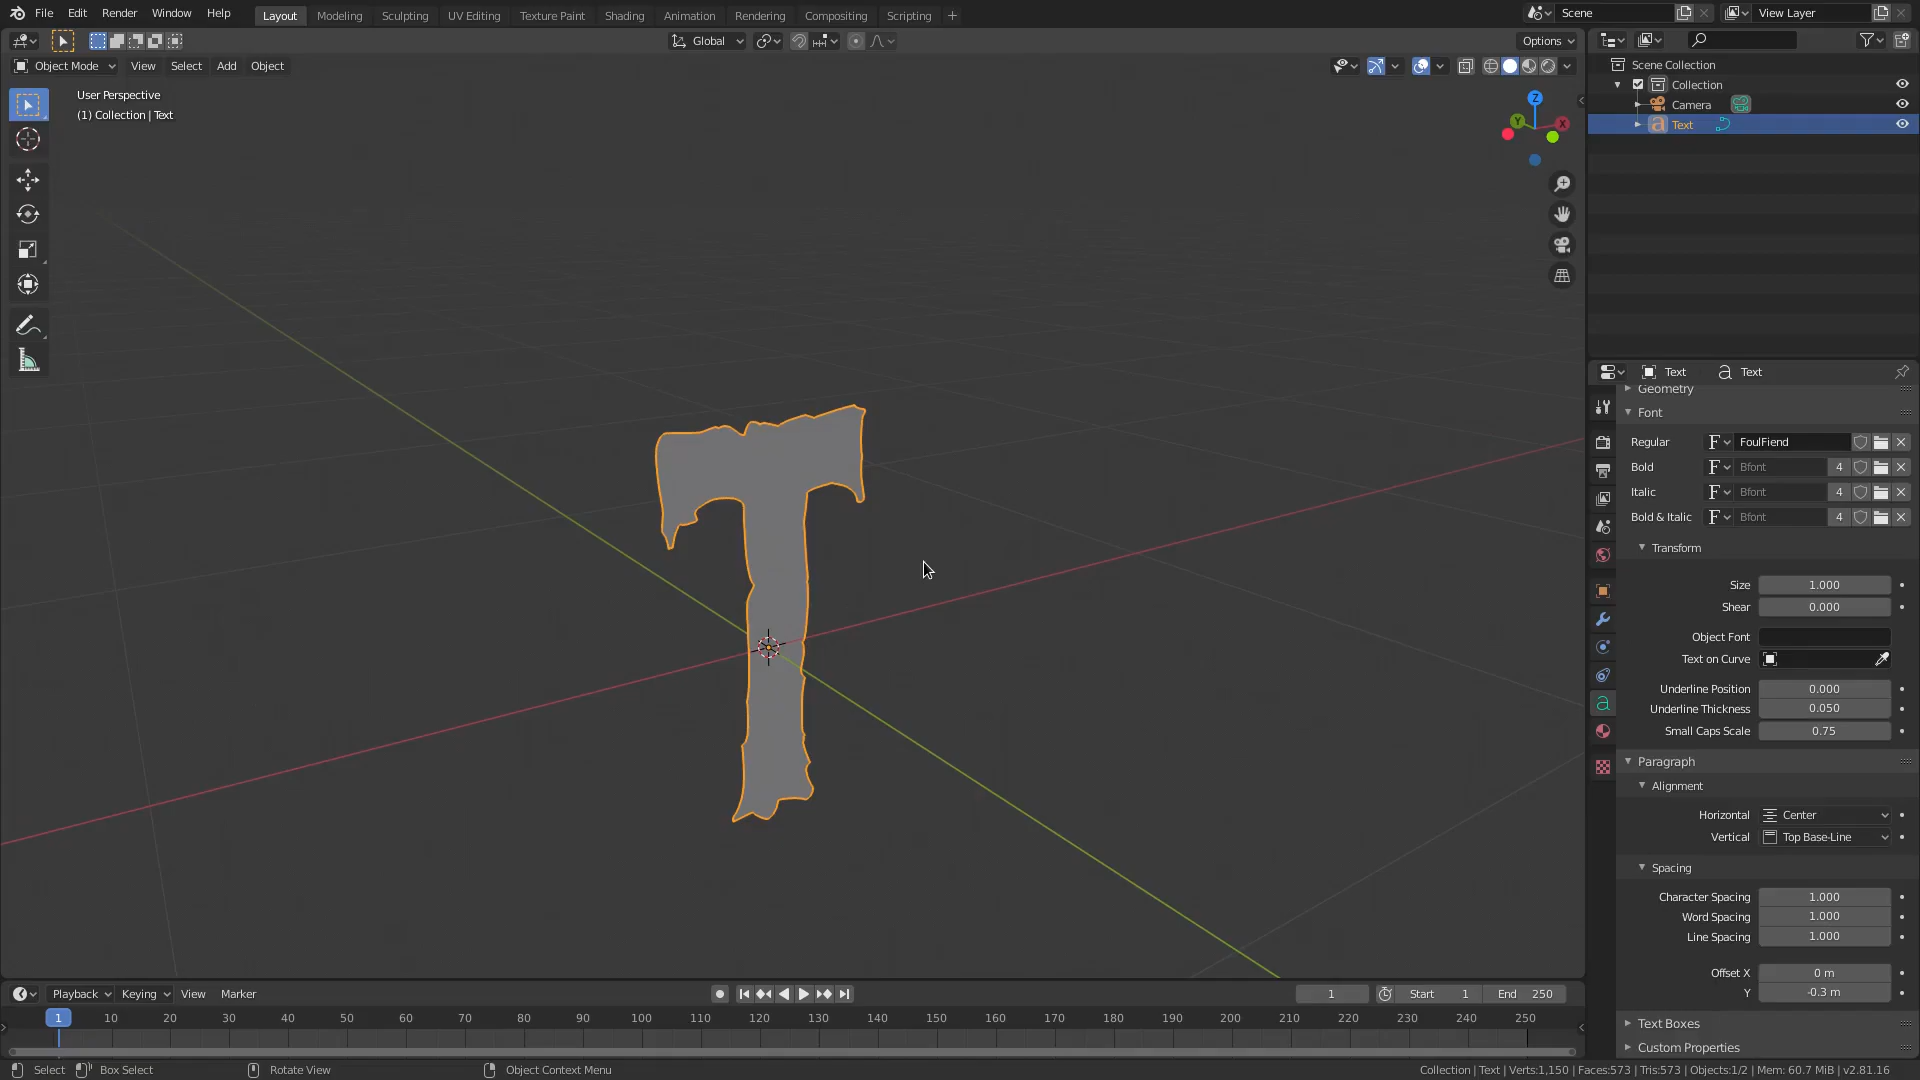 File Edit Render Window Help Layout Modeling Sculpting UV Editing Texture Paint Shading Animation Rendering Compositing Scripting + Scene View Layer
Global Options
Object Mode View Select Add Object
User Perspective
(1) Collection | Text
Z
Y X
Scene Collection
Collection
Camera
Text
Text Text
Geometry
Font
Regular F FoulFiend
Bold F Bfont 4
Italic F Bfont 4
Bold & Italic F Bfont 4
Transform
Size 1.000
Shear 0.000
Object Font
Text on Curve
Underline Position 0.000
Underline Thickness 0.050
Small Caps Scale 0.75
Paragraph
Alignment
Horizontal Center
Vertical Top Base-Line
Spacing
Character Spacing 1.000
Word Spacing 1.000
Line Spacing 1.000
Offset X 0 m
Y -0.3 m
Text Boxes
Custom Properties
T
Playback Keying View Marker 1 Start 1 End 250
1 10 20 30 40 50 60 70 80 90 100 110 120 130 140 150 160 170 180 190 200 210 220 230 240 250
Select Box Select Rotate View Object Context Menu Collection | Text | Verts:1,150 | Faces:573 | Tris:573 | Objects:1/2 | Mem: 60.7 MiB | v2.81.16